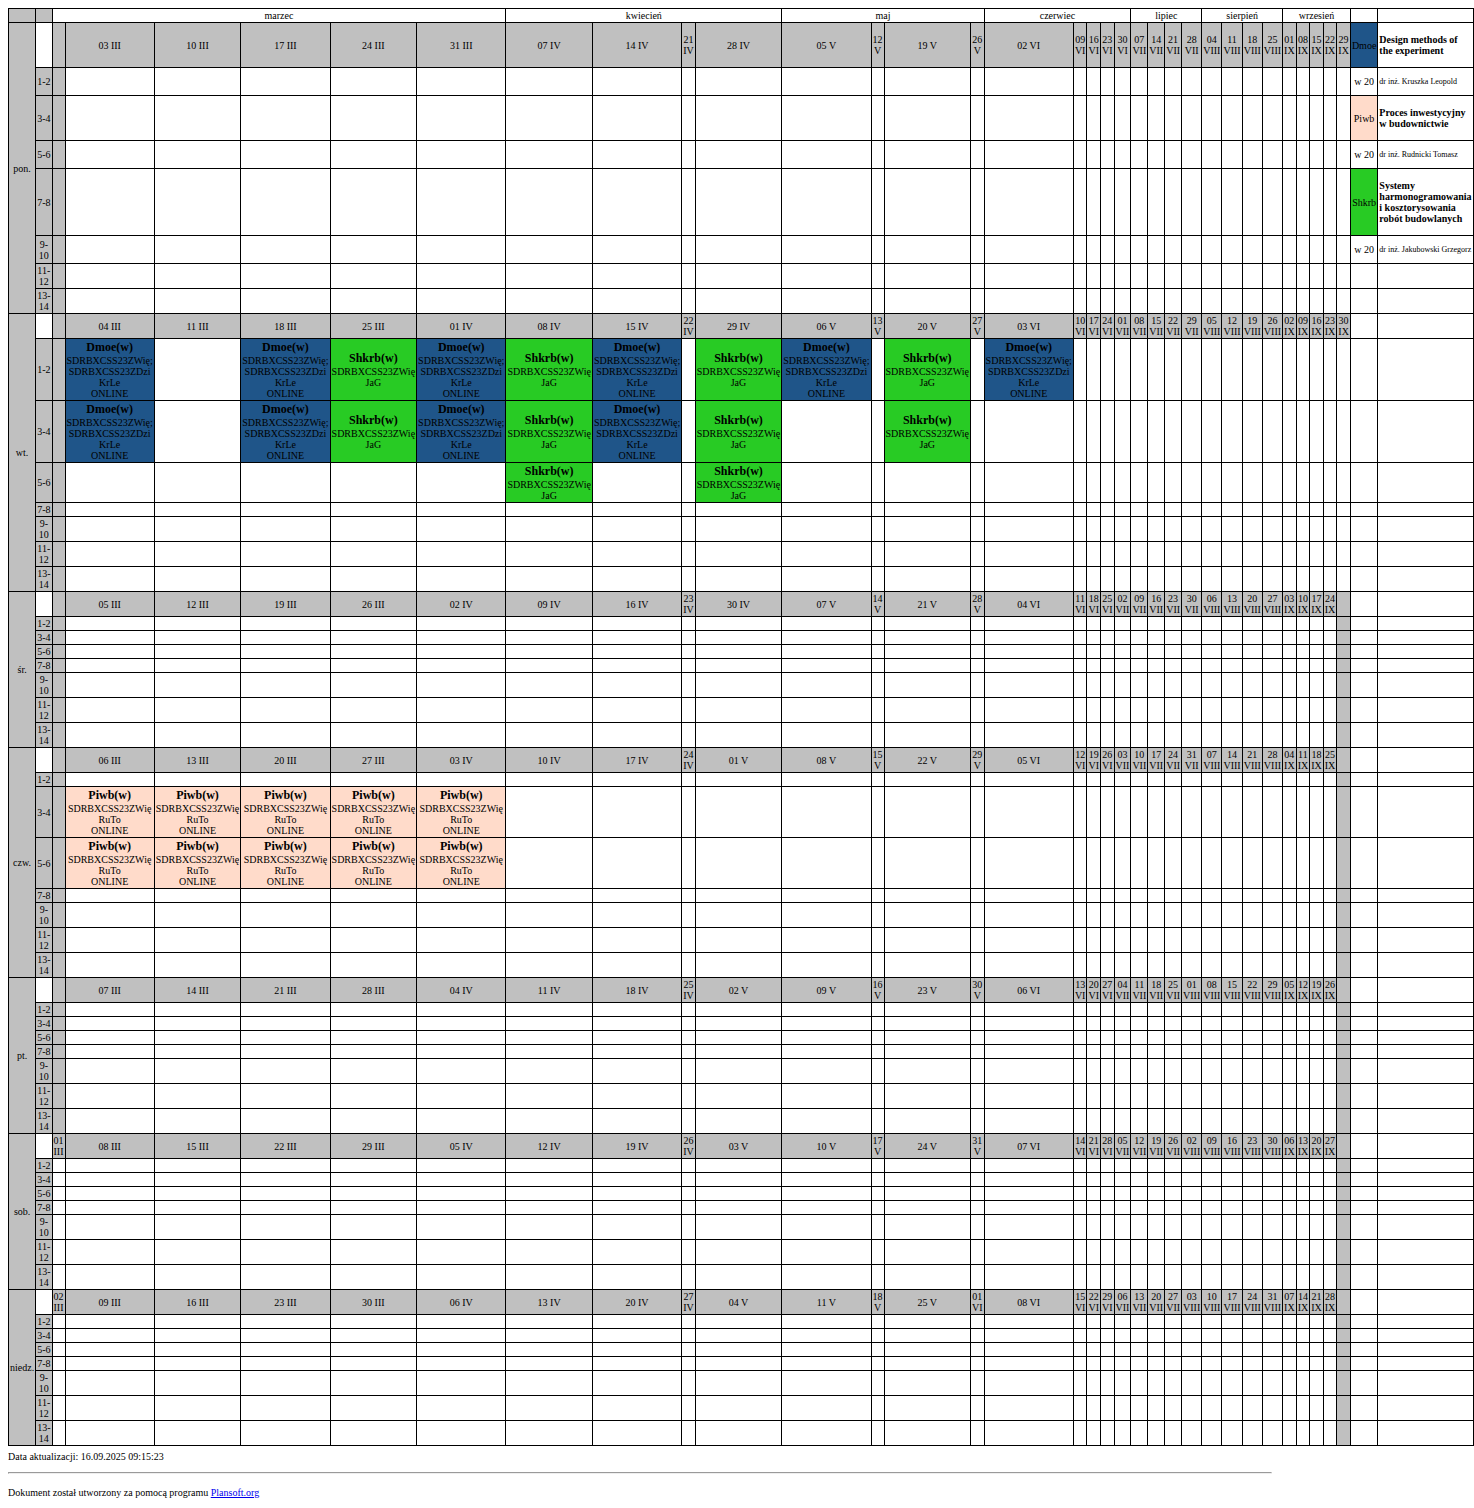 marzec kwiecień maj czerwiec lipiec sierpień wrzesień
pon. 03 III 10 III 17 III 24 III 31 III 07 IV 14 IV 21 IV 28 IV 05 V 12 V 19 V 26 V 02 VI 09 VI 16 VI 23 VI 30 VI 07 VII 14 VII 21 VII 28 VII 04 VIII 11 VIII 18 VIII 25 VIII 01 IX 08 IX 15 IX 22 IX 29 IX Dmoe Design methods of the experiment
1-2 w 20 dr inż. Kruszka Leopold
3-4 Piwb Proces inwestycyjny w budownictwie
5-6 w 20 dr inż. Rudnicki Tomasz
7-8 Shkrb Systemy harmonogramowania i kosztorysowania robót budowlanych
9-10 w 20 dr inż. Jakubowski Grzegorz
11-12
13-14
wt. 04 III 11 III 18 III 25 III 01 IV 08 IV 15 IV 22 IV 29 IV 06 V 13 V 20 V 27 V 03 VI 10 VI 17 VI 24 VI 01 VII 08 VII 15 VII 22 VII 29 VII 05 VIII 12 VIII 19 VIII 26 VIII 02 IX 09 IX 16 IX 23 IX 30 IX
1-2 Dmoe(w) Dmoe(w) Shkrb(w) Dmoe(w) Shkrb(w) Dmoe(w) Shkrb(w) Dmoe(w) Shkrb(w) Dmoe(w)
SDRBXCSS23ZWię; SDRBXCSS23ZWię; SDRBXCSS23ZWię SDRBXCSS23ZWię; SDRBXCSS23ZWię SDRBXCSS23ZWię; SDRBXCSS23ZWię SDRBXCSS23ZWię; SDRBXCSS23ZWię SDRBXCSS23ZWię;
SDRBXCSS23ZDzi SDRBXCSS23ZDzi JaG SDRBXCSS23ZDzi JaG SDRBXCSS23ZDzi JaG SDRBXCSS23ZDzi JaG SDRBXCSS23ZDzi
KrLe KrLe KrLe KrLe KrLe KrLe
ONLINE ONLINE ONLINE ONLINE ONLINE ONLINE
3-4 Dmoe(w) Dmoe(w) Shkrb(w) Dmoe(w) Shkrb(w) Dmoe(w) Shkrb(w) Shkrb(w)
SDRBXCSS23ZWię; SDRBXCSS23ZWię; SDRBXCSS23ZWię SDRBXCSS23ZWię; SDRBXCSS23ZWię SDRBXCSS23ZWię; SDRBXCSS23ZWię SDRBXCSS23ZWię
SDRBXCSS23ZDzi SDRBXCSS23ZDzi JaG SDRBXCSS23ZDzi JaG SDRBXCSS23ZDzi JaG JaG
KrLe KrLe KrLe KrLe
ONLINE ONLINE ONLINE ONLINE
5-6 Shkrb(w) Shkrb(w)
SDRBXCSS23ZWię SDRBXCSS23ZWię
JaG JaG
7-8
9-10
11-12
13-14
śr. 05 III 12 III 19 III 26 III 02 IV 09 IV 16 IV 23 IV 30 IV 07 V 14 V 21 V 28 V 04 VI 11 VI 18 VI 25 VI 02 VII 09 VII 16 VII 23 VII 30 VII 06 VIII 13 VIII 20 VIII 27 VIII 03 IX 10 IX 17 IX 24 IX
1-2
3-4
5-6
7-8
9-10
11-12
13-14
czw. 06 III 13 III 20 III 27 III 03 IV 10 IV 17 IV 24 IV 01 V 08 V 15 V 22 V 29 V 05 VI 12 VI 19 VI 26 VI 03 VII 10 VII 17 VII 24 VII 31 VII 07 VIII 14 VIII 21 VIII 28 VIII 04 IX 11 IX 18 IX 25 IX
1-2
3-4 Piwb(w) Piwb(w) Piwb(w) Piwb(w) Piwb(w)
SDRBXCSS23ZWię SDRBXCSS23ZWię SDRBXCSS23ZWię SDRBXCSS23ZWię SDRBXCSS23ZWię
RuTo RuTo RuTo RuTo RuTo
ONLINE ONLINE ONLINE ONLINE ONLINE
5-6 Piwb(w) Piwb(w) Piwb(w) Piwb(w) Piwb(w)
SDRBXCSS23ZWię SDRBXCSS23ZWię SDRBXCSS23ZWię SDRBXCSS23ZWię SDRBXCSS23ZWię
RuTo RuTo RuTo RuTo RuTo
ONLINE ONLINE ONLINE ONLINE ONLINE
7-8
9-10
11-12
13-14
pt. 07 III 14 III 21 III 28 III 04 IV 11 IV 18 IV 25 IV 02 V 09 V 16 V 23 V 30 V 06 VI 13 VI 20 VI 27 VI 04 VII 11 VII 18 VII 25 VII 01 VIII 08 VIII 15 VIII 22 VIII 29 VIII 05 IX 12 IX 19 IX 26 IX
1-2
3-4
5-6
7-8
9-10
11-12
13-14
sob. 01 III 08 III 15 III 22 III 29 III 05 IV 12 IV 19 IV 26 IV 03 V 10 V 17 V 24 V 31 V 07 VI 14 VI 21 VI 28 VI 05 VII 12 VII 19 VII 26 VII 02 VIII 09 VIII 16 VIII 23 VIII 30 VIII 06 IX 13 IX 20 IX 27 IX
1-2
3-4
5-6
7-8
9-10
11-12
13-14
niedz. 02 III 09 III 16 III 23 III 30 III 06 IV 13 IV 20 IV 27 IV 04 V 11 V 18 V 25 V 01 VI 08 VI 15 VI 22 VI 29 VI 06 VII 13 VII 20 VII 27 VII 03 VIII 10 VIII 17 VIII 24 VIII 31 VIII 07 IX 14 IX 21 IX 28 IX
1-2
3-4
5-6
7-8
9-10
11-12
13-14
Data aktualizacji: 16.09.2025 09:15:23
Dokument został utworzony za pomocą programu Plansoft.org